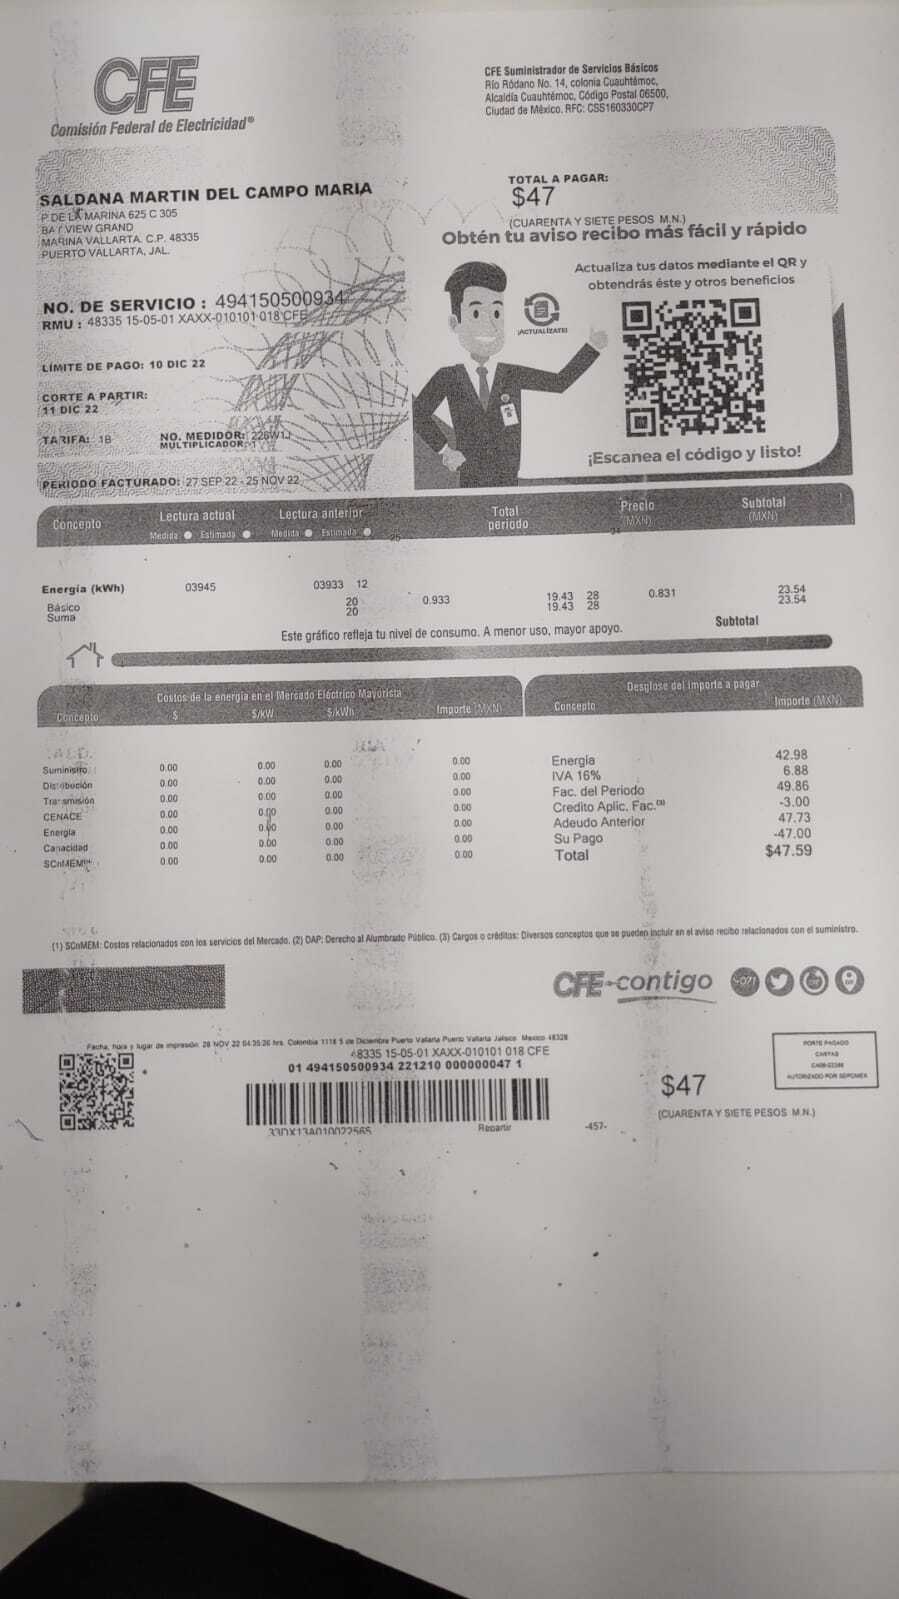 CFE
Comisión Federal de Electricidad®
CFE Suministrador de Servicios Básicos
Río Ródano No. 14, colonia Cuauhtémoc,
Alcaldía Cuauhtémoc, Código Postal 06500,
Ciudad de México. RFC: CSS160330CP7
SALDANA MARTIN DEL CAMPO MARIA
P DE LA MARINA 625 C 305
BAY VIEW GRAND
MARINA VALLARTA. C.P. 48335
PUERTO VALLARTA, JAL.
TOTAL A PAGAR:
$47
(CUARENTA Y SIETE PESOS M.N.)
Obtén tu aviso recibo más fácil y rápido
Actualiza tus datos mediante el QR y
obtendrás éste y otros beneficios
¡ACTUALÍZATE!
¡Escanea el código y listo!
NO. DE SERVICIO : 494150500934
RMU : 48335 15-05-01 XAXX-010101 018 CFE
LÍMITE DE PAGO: 10 DIC 22
CORTE A PARTIR:
11 DIC 22
TARIFA: 1B NO. MEDIDOR: 226W1J
MULTIPLICADOR: 1
PERIODO FACTURADO: 27 SEP 22 - 25 NOV 22
Concepto Lectura actual Lectura anterior Total periodo Precio (MXN) Subtotal (MXN)
Medida Estimada Medida Estimada
Energía (kWh) 03945 03933 12
Básico 20 0.933 19.43 28 0.831 23.54
Suma 20 19.43 28 23.54
Este gráfico refleja tu nivel de consumo. A menor uso, mayor apoyo.
Subtotal
Costos de la energía en el Mercado Eléctrico Mayorista
Concepto $ $/kW $/kWh Importe (MXN)
Suministro 0.00 0.00 0.00 0.00
Distribución 0.00 0.00 0.00 0.00
Transmisión 0.00 0.00 0.00 0.00
CENACE 0.00 0.00 0.00 0.00
Energía 0.00 0.00 0.00 0.00
Capacidad 0.00 0.00 0.00 0.00
SCnMEM(1) 0.00 0.00 0.00 0.00
Desglose del importe a pagar
Concepto Importe (MXN)
Energía 42.98
IVA 16% 6.88
Fac. del Periodo 49.86
Credito Aplic. Fac.(3) -3.00
Adeudo Anterior 47.73
Su Pago -47.00
Total $47.59
(1) SCnMEM: Costos relacionados con los servicios del Mercado. (2) DAP: Derecho al Alumbrado Público. (3) Cargos o créditos: Diversos conceptos que se pueden incluir en el aviso recibo relacionados con el suministro.
CFE contigo
071
Fecha, hora y lugar de impresión: 28 NOV 22 04:35:26 hrs. Colombia 1118 5 de Diciembre Puerto Vallarta Puerto Vallarta Jalisco Mexico 48328
48335 15-05-01 XAXX-010101 018 CFE
01 494150500934 221210 000000047 1
33DX13A010022565
Repartir
-457-
$47
(CUARENTA Y SIETE PESOS M.N.)
PORTE PAGADO
CARTAS
AUTORIZADO POR SEPOMEX